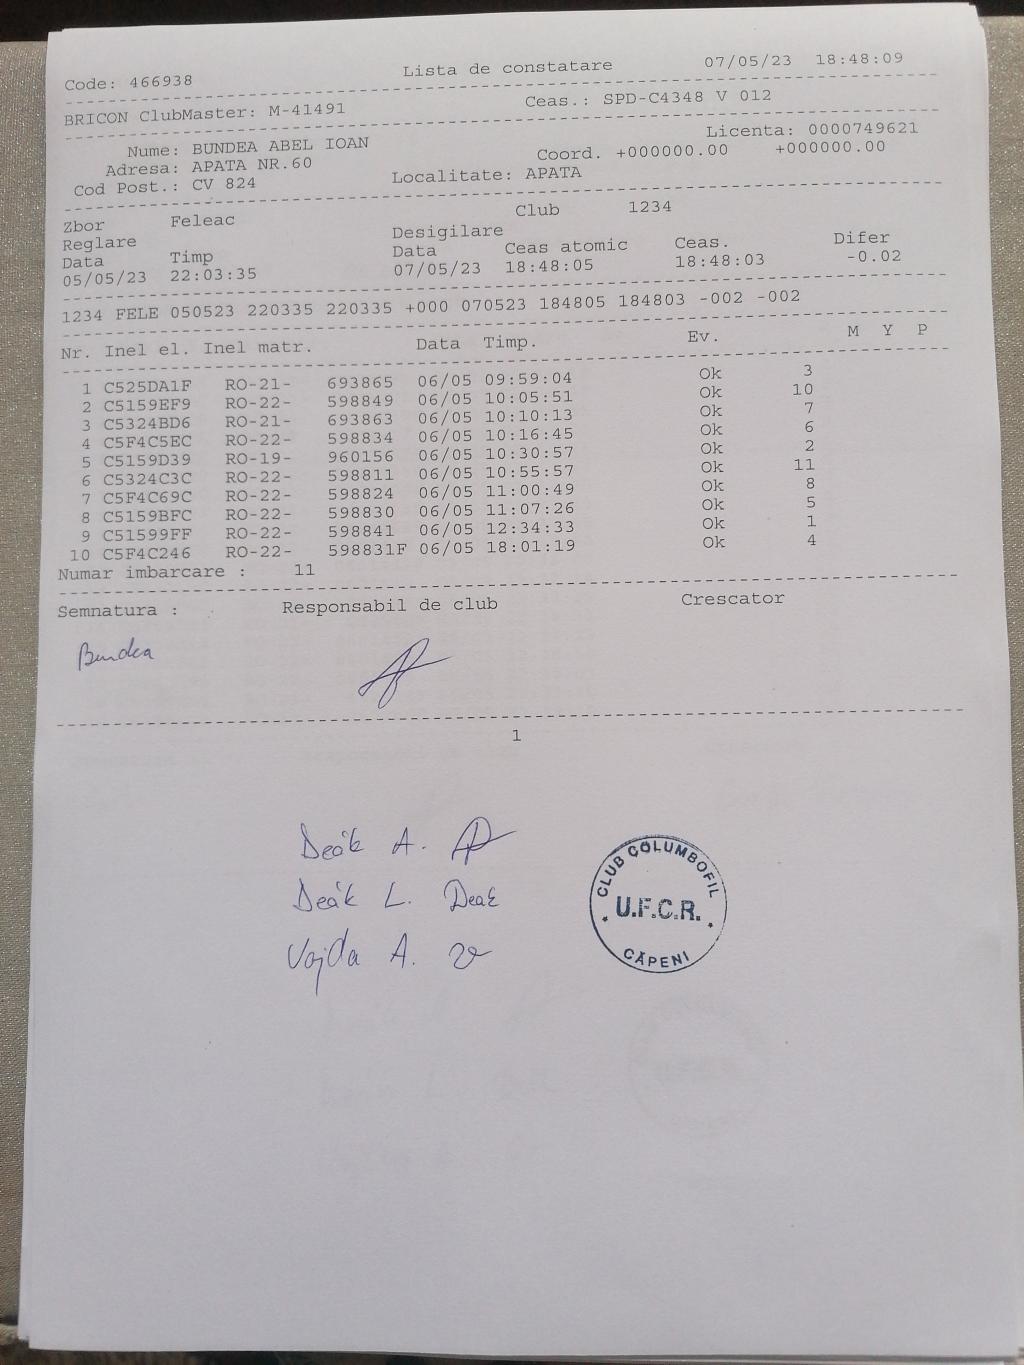 Code: 466938 Lista de constatare 07/05/23 18:48:09
BRICON ClubMaster: M-41491 Ceas.: SPD-C4348 V 012
Licenta: 0000749621
Nume: BUNDEA ABEL IOAN
Adresa: APATA NR.60 Coord. +000000.00 +000000.00
Cod Post.: CV 824 Localitate: APATA
Zbor Feleac Club 1234
Reglare Desigilare
Data Timp Data Ceas atomic Ceas. Difer
05/05/23 22:03:35 07/05/23 18:48:05 18:48:03 -0.02
1234 FELE 050523 220335 220335 +000 070523 184805 184803 -002 -002
Nr. Inel el. Inel matr. Data Timp. Ev. M Y P
1 C525DA1F RO-21- 693865 06/05 09:59:04 Ok 3
2 C5159EF9 RO-22- 598849 06/05 10:05:51 Ok 10
3 C5324BD6 RO-21- 693863 06/05 10:10:13 Ok 7
4 C5F4C5EC RO-22- 598834 06/05 10:16:45 Ok 6
5 C5159D39 RO-19- 960156 06/05 10:30:57 Ok 2
6 C5324C3C RO-22- 598811 06/05 10:55:57 Ok 11
7 C5F4C69C RO-22- 598824 06/05 11:00:49 Ok 8
8 C5159BFC RO-22- 598830 06/05 11:07:26 Ok 5
9 C51599FF RO-22- 598841 06/05 12:34:33 Ok 1
10 C5F4C246 RO-22- 598831F 06/05 18:01:19 Ok 4
Numar imbarcare : 11
Semnatura : Responsabil de club Crescator
Bundea
1
Deák A.
Deák L. Deak
Vajda A.
CLUB COLUMBOFIL
U.F.C.R.
CĂPENI